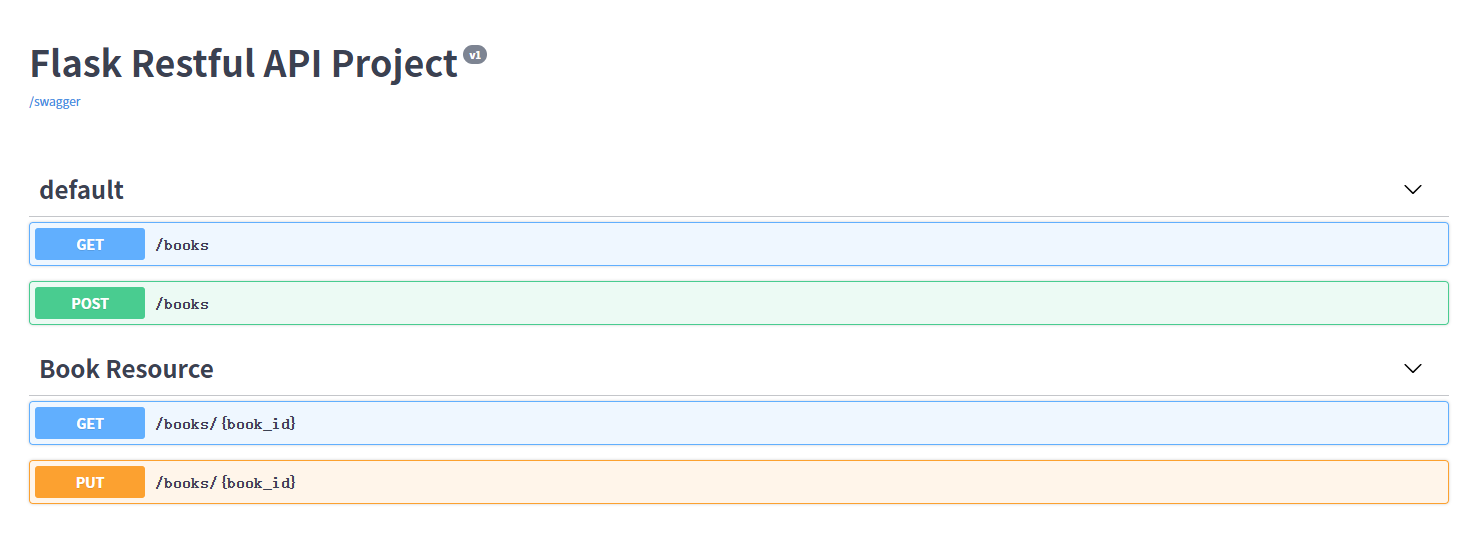 Flask Restful API Project v1
/swagger
default
GET /books
POST /books
Book Resource
GET /books/{book_id}
PUT /books/{book_id}